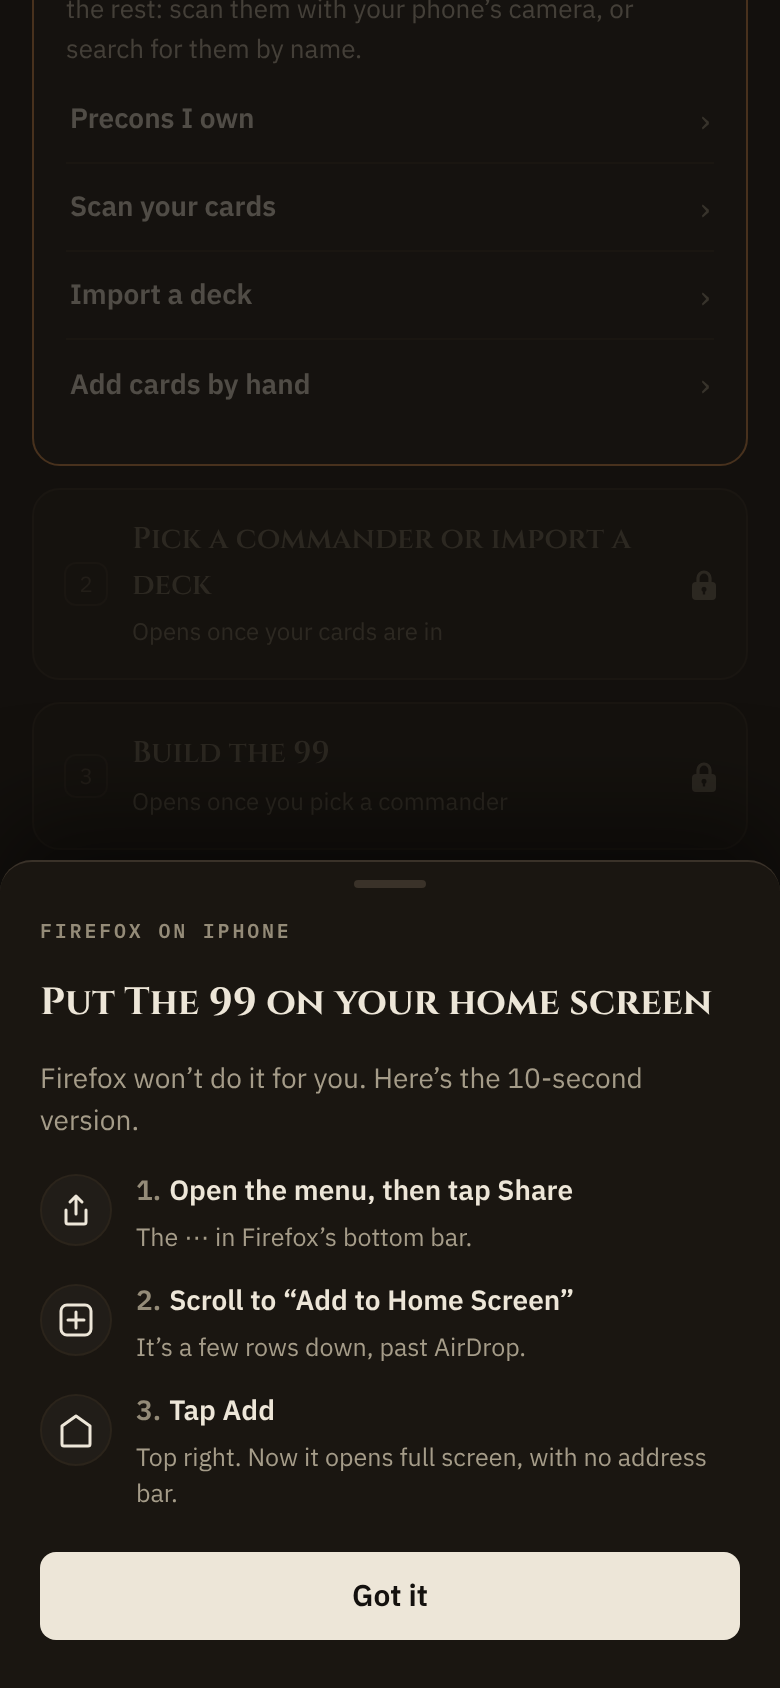 the rest: scan them with your phone’s camera, or
search for them by name.
Precons I own
Scan your cards
Import a deck
Add cards by hand
2
Pick a commander or import a
deck
Opens once your cards are in
3
Build the 99
Opens once you pick a commander
FIREFOX ON IPHONE
Put The 99 on your home screen
Firefox won’t do it for you. Here’s the 10-second
version.
1. Open the menu, then tap Share
The ··· in Firefox’s bottom bar.
2. Scroll to “Add to Home Screen”
It’s a few rows down, past AirDrop.
3. Tap Add
Top right. Now it opens full screen, with no address
bar.
Got it